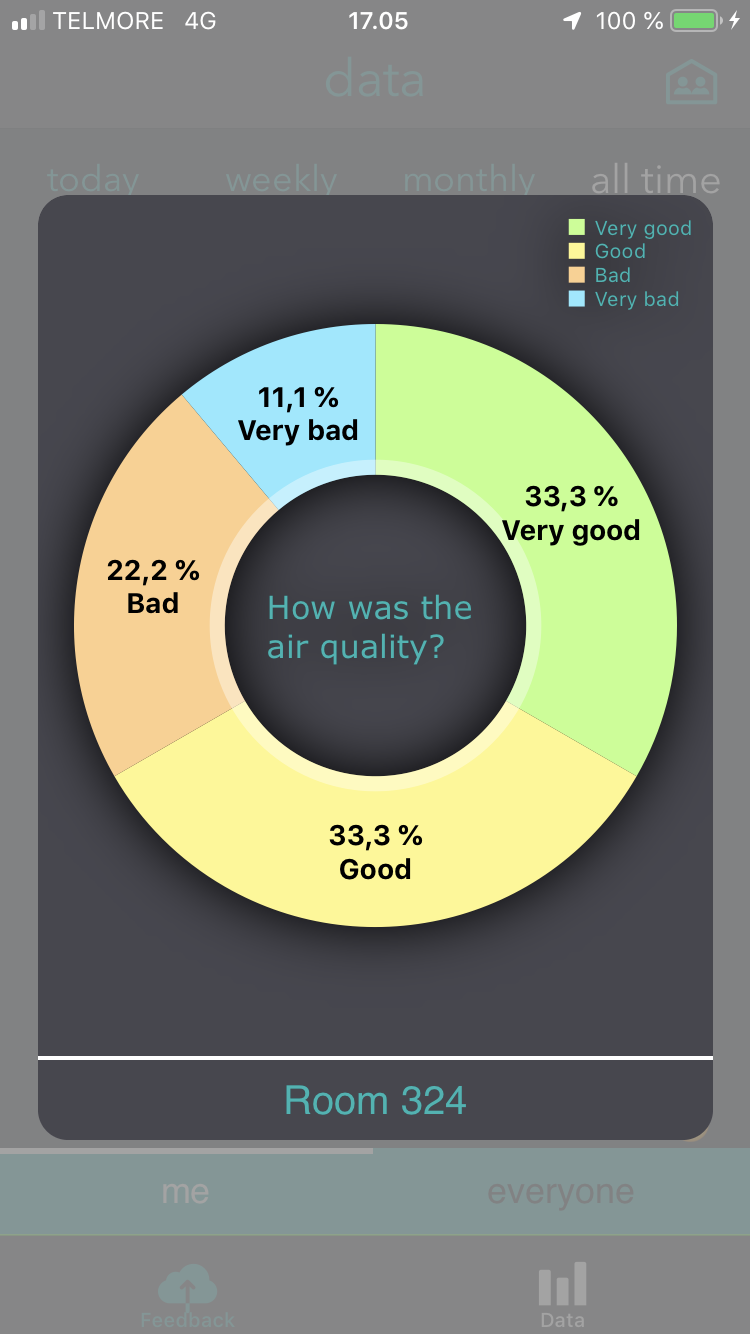 TELMORE 4G 17.05 100 %
data
today weekly monthly all time
Very good
Good
Bad
Very bad
11,1 %
Very bad
33,3 %
Very good
22,2 %
Bad
How was the
air quality?
33,3 %
Good
Room 324
me everyone
Feedback Data